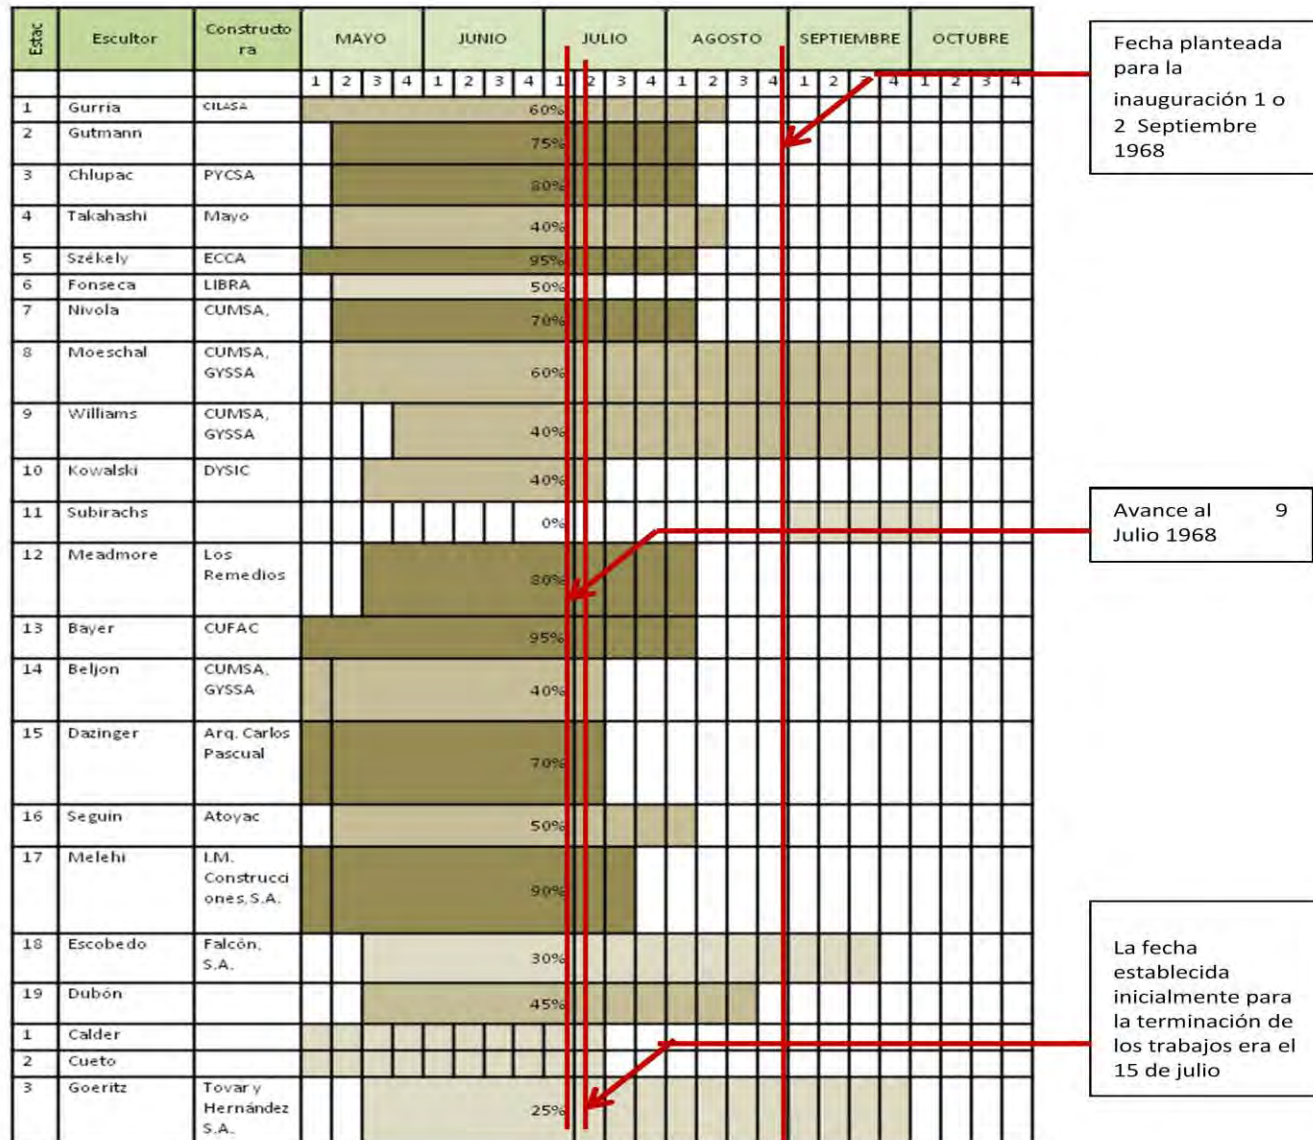 Estac Escultor Constructo MAYO JUNIO JULIO AGOSTO SEPTIEMBRE OCTUBRE
ra
1 2 3 4 1 2 3 4 1 2 3 4 1 2 3 4 1 2 3 4 1 2 3 4
1 Gurria CILASA 60%
2 Gutmann 75%
3 Chlupac PYCSA 80%
4 Takahashi Mayo 40%
5 Székely ECCA 95%
6 Fonseca LIBRA 50%
7 Nivola CUMSA, 70%
8 Moeschal CUMSA,
GYSSA 60%
9 Williams CUMSA,
GYSSA 40%
10 Kowalski DYSIC 40%
11 Subirachs 0%
12 Meadmore Los
Remedios 80%
13 Bayer CUFAC 95%
14 Beljon CUMSA,
GYSSA 40%
15 Dazinger Arq. Carlos
Pascual 70%
16 Seguin Atoyac 50%
17 Melehi I.M.
Construcci
ones, S.A. 90%
18 Escobedo Falcón,
S.A. 30%
19 Dubón 45%
1 Calder
2 Cueto
3 Goeritz Tovar y
Hernández
S.A. 25%
Fecha planteada
para la
inauguración 1 o
2 Septiembre
1968
Avance al 9
Julio 1968
La fecha
establecida
inicialmente para
la terminación de
los trabajos era el
15 de julio